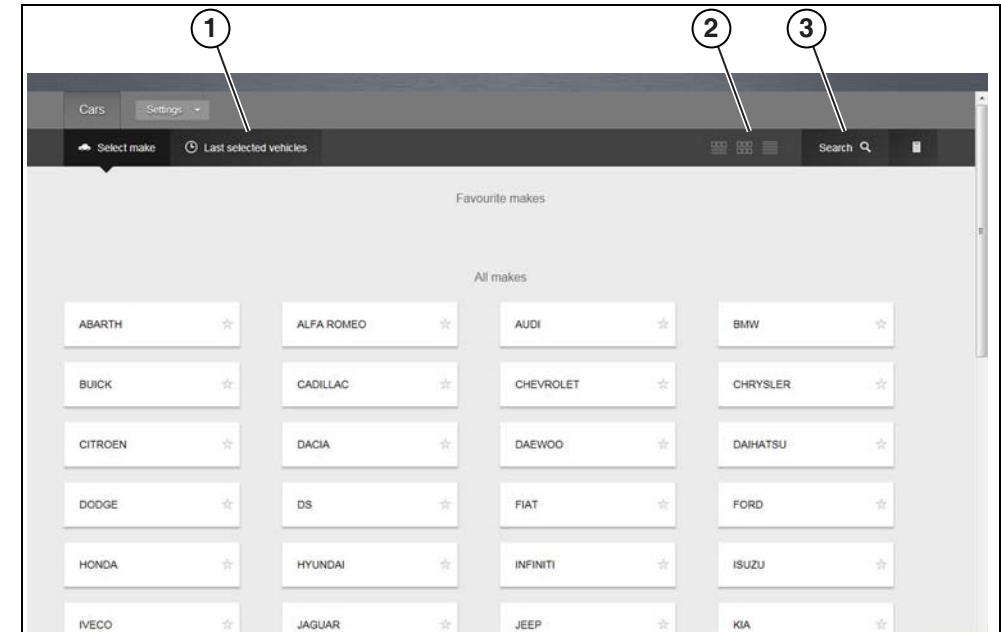 1 2 3
Cars Settings
Select make Last selected vehicles Search
Favourite makes
All makes
ABARTH ALFA ROMEO AUDI BMW
BUICK CADILLAC CHEVROLET CHRYSLER
CITROEN DACIA DAEWOO DAIHATSU
DODGE DS FIAT FORD
HONDA HYUNDAI INFINITI ISUZU
IVECO JAGUAR JEEP KIA